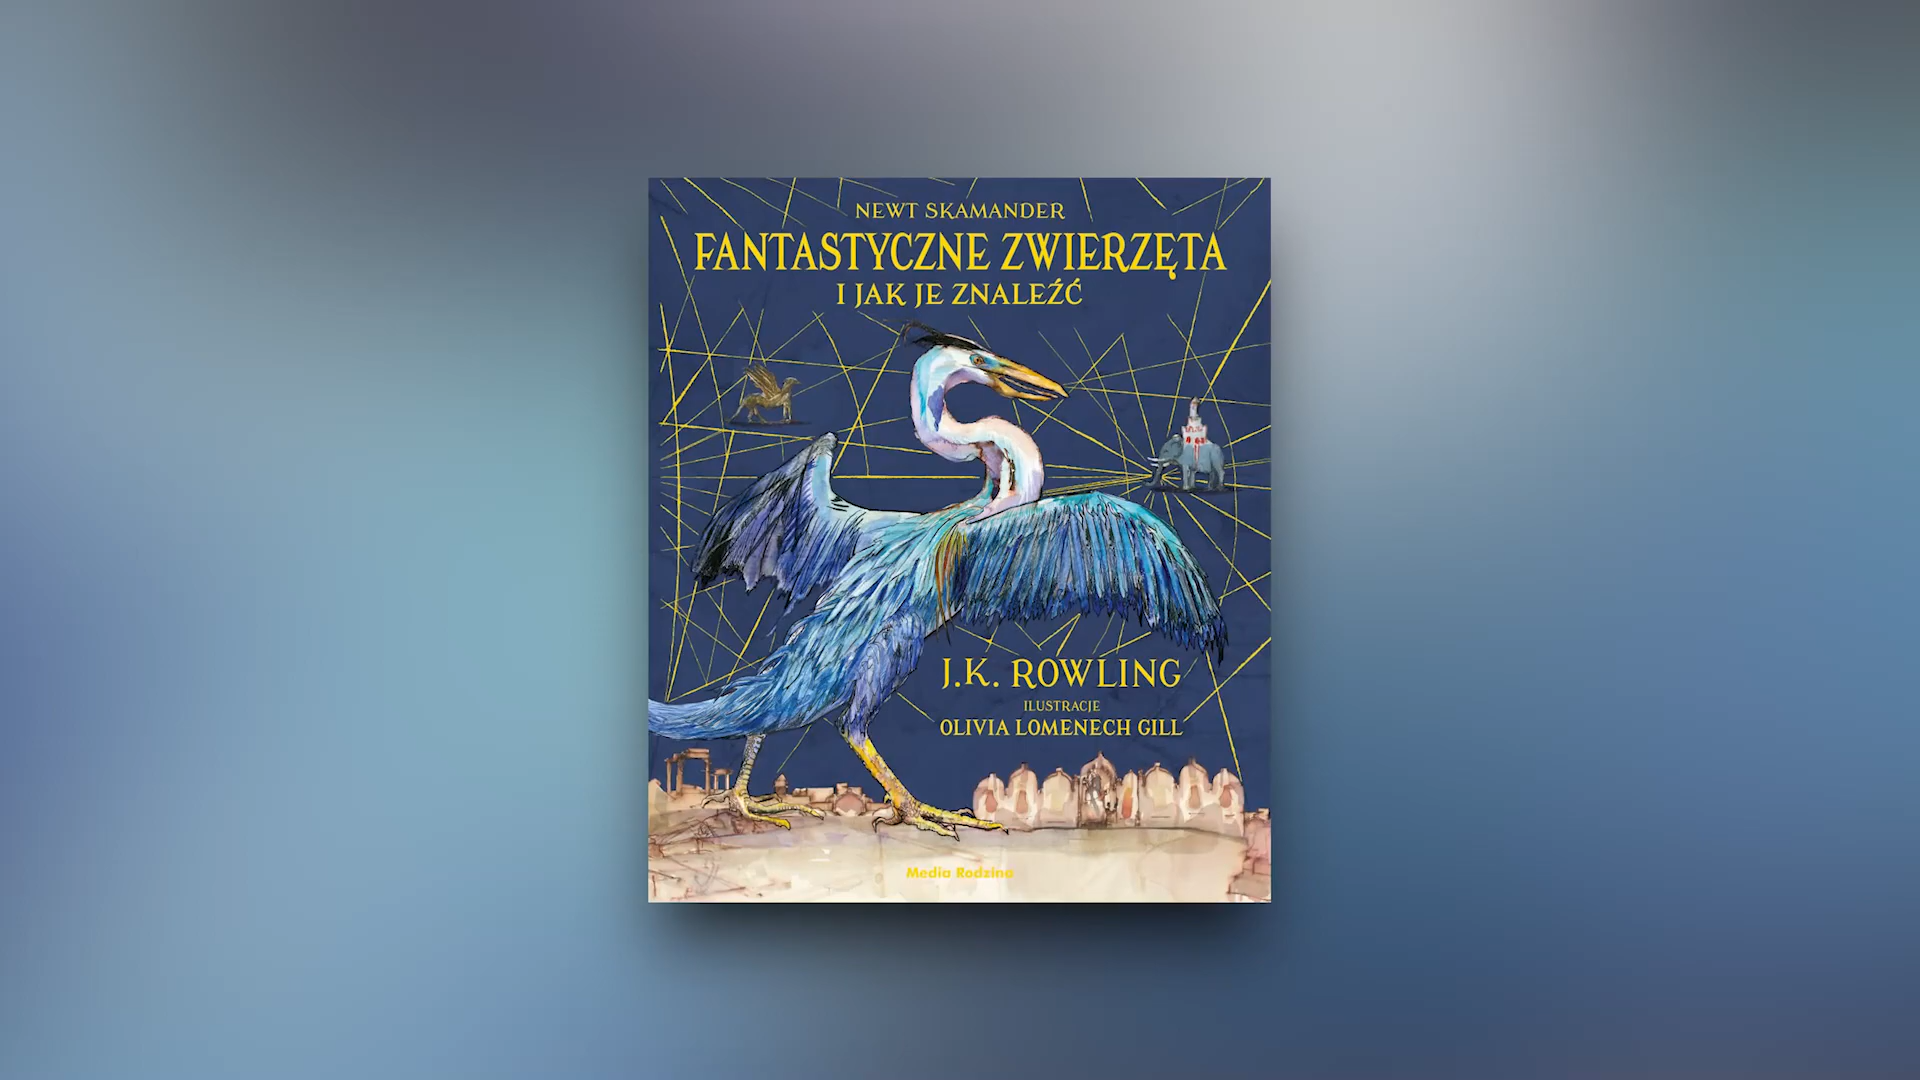 NEWT SKAMANDER
FANTASTYCZNE ZWIERZĘTA
I JAK JE ZNALEŹĆ
J.K. ROWLING
ILUSTRACJE
OLIVIA LOMENECH GILL
Media Rodzina